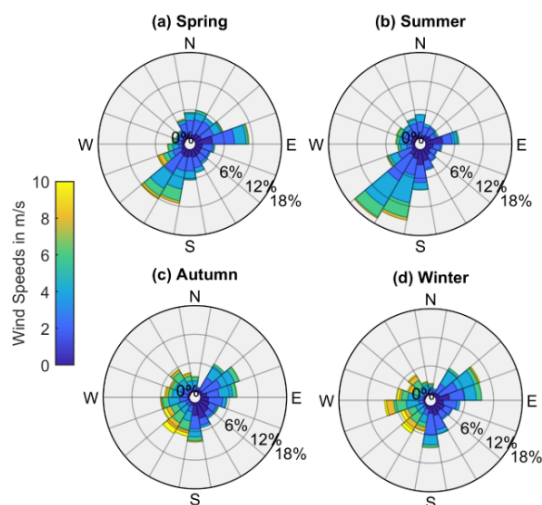 (a) Spring
N
W
E
S
0%
6%
12%
18%
(b) Summer
N
W
E
S
0%
6%
12%
18%
Wind Speeds in m/s
10
8
6
4
2
0
(c) Autumn
N
W
E
S
0%
6%
12%
18%
(d) Winter
N
W
E
S
0%
6%
12%
18%